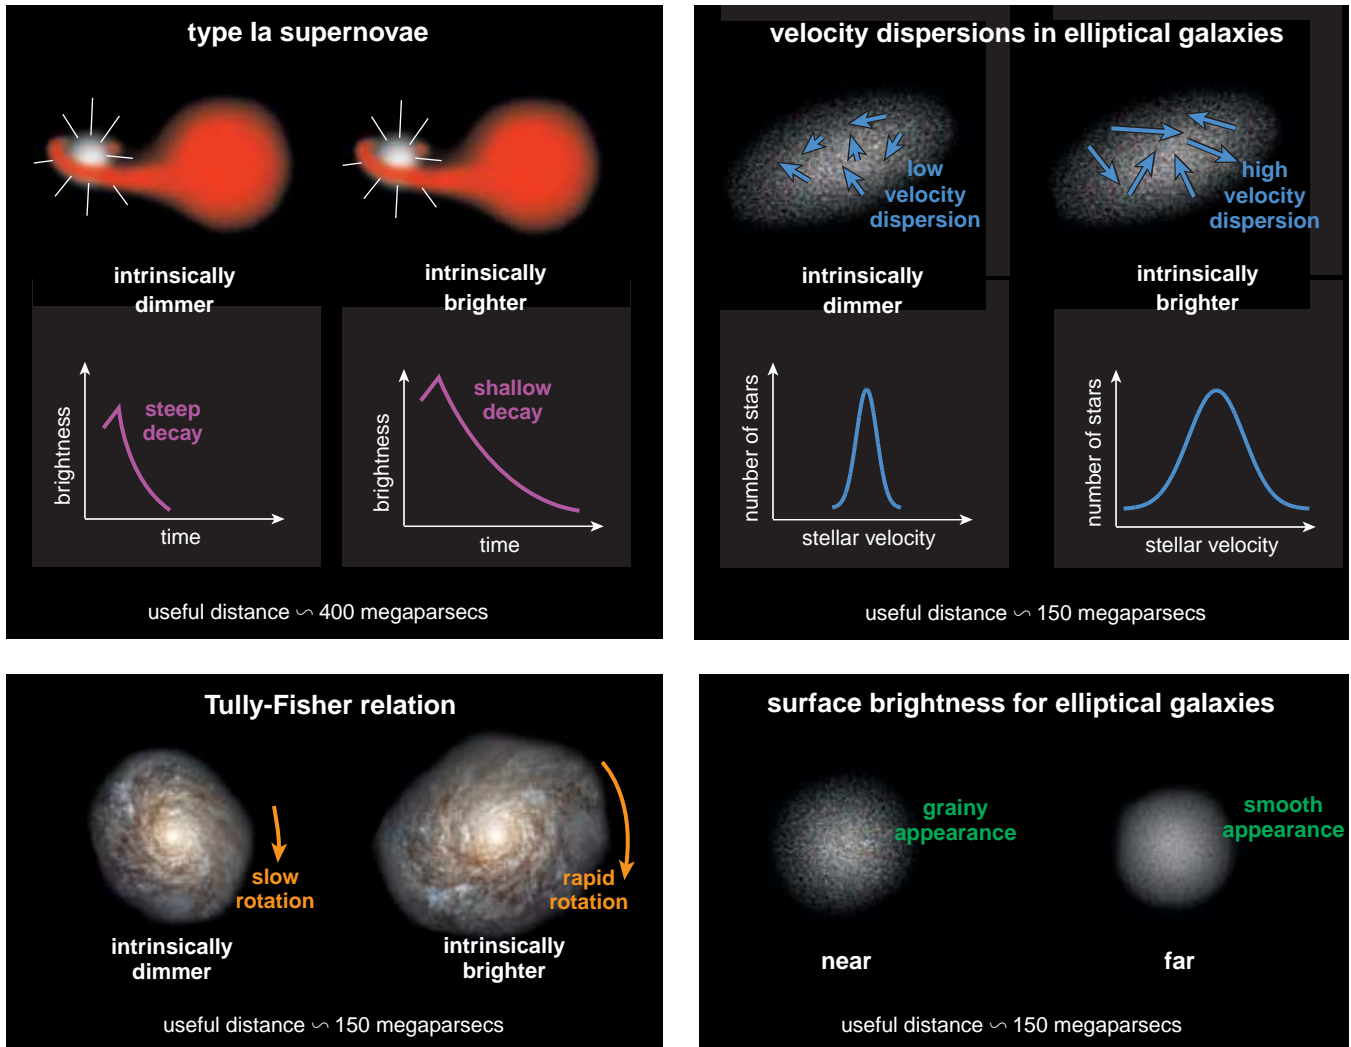 type Ia supernovae
intrinsically
dimmer
intrinsically
brighter
brightness
steep
decay
time
brightness
shallow
decay
time
useful distance ∽ 400 megaparsecs
velocity dispersions in elliptical galaxies
low
velocity
dispersion
high
velocity
dispersion
intrinsically
dimmer
intrinsically
brighter
number of stars
stellar velocity
number of stars
stellar velocity
useful distance ∽ 150 megaparsecs
Tully-Fisher relation
slow
rotation
rapid
rotation
intrinsically
dimmer
intrinsically
brighter
useful distance ∽ 150 megaparsecs
surface brightness for elliptical galaxies
grainy
appearance
smooth
appearance
near
far
useful distance ∽ 150 megaparsecs